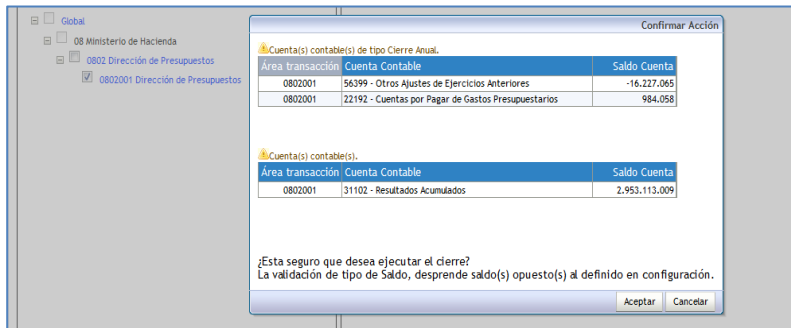 Global
08 Ministerio de Hacienda
0802 Dirección de Presupuestos
0802001 Dirección de Presupuestos
Confirmar Acción
Cuenta(s) contable(s) de tipo Cierre Anual.
Área transacción Cuenta Contable Saldo Cuenta
0802001 56399 - Otros Ajustes de Ejercicios Anteriores -16.227.065
0802001 22192 - Cuentas por Pagar de Gastos Presupuestarios 984.058
Cuenta(s) contable(s).
Área transacción Cuenta Contable Saldo Cuenta
0802001 31102 - Resultados Acumulados 2.953.113.009
¿Esta seguro que desea ejecutar el cierre?
La validación de tipo de Saldo, desprende saldo(s) opuesto(s) al definido en configuración.
Aceptar Cancelar